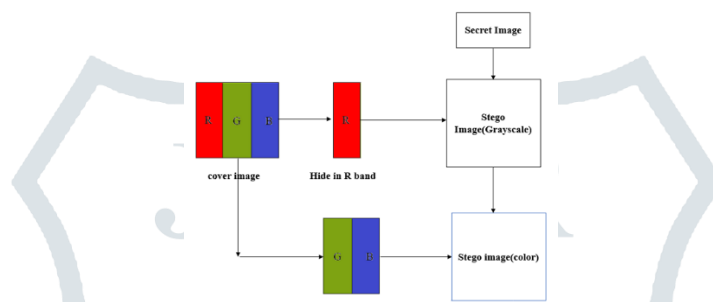 Secret Image
R G B
R
Stego
Image(Grayscale)
cover image
Hide in R band
G B
Stego image(color)